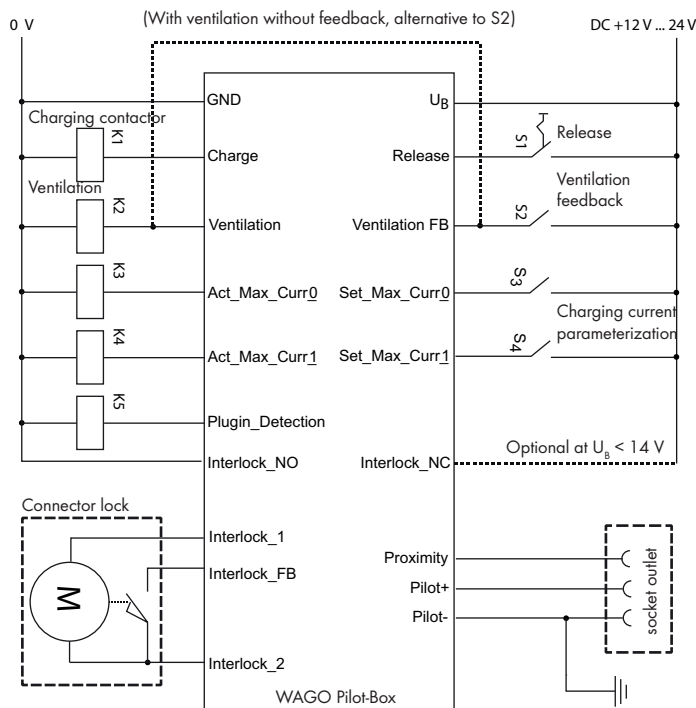 (With ventilation without feedback, alternative to S2)
0 V
DC +12 V ... 24 V
GND
U_B
Charging contactor
K1
Charge
Release
S1
Release
Ventilation
K2
Ventilation
Ventilation FB
S2
Ventilation
feedback
K3
Act_Max_Curr0
Set_Max_Curr0
S3
Charging current
parameterization
K4
Act_Max_Curr1
Set_Max_Curr1
S4
K5
Plugin_Detection
Interlock_NO
Interlock_NC
Optional at U_B < 14 V
Connector lock
Interlock_1
Interlock_FB
M
Interlock_2
Proximity
Pilot+
Pilot-
socket outlet
WAGO Pilot-Box